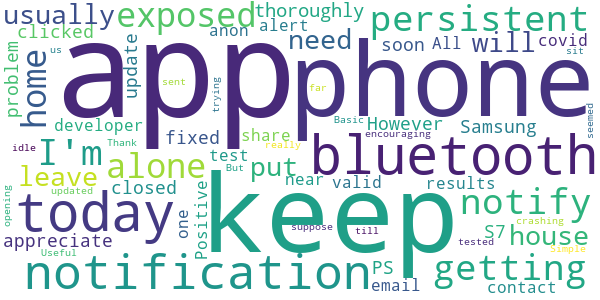 usually exposed thoroughly persistent
clicked anon alert need soon All will covid
problem home update app phone us sit
developer fixed share sent trying far Basic However Samsung seemed
I'm Thank test But encouraging bluetooth
idle alone put near valid results
leave updated closed really
today Positive one keep notify
opening appreciate suppose till S7 house crashing Simple
Useful notification PS email tested getting contact